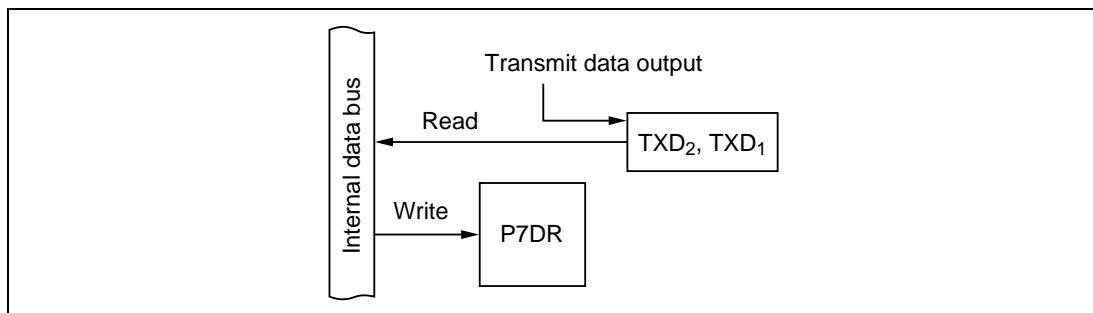 Transmit data output
Internal data bus
Read
TXD₂, TXD₁
Write
P7DR